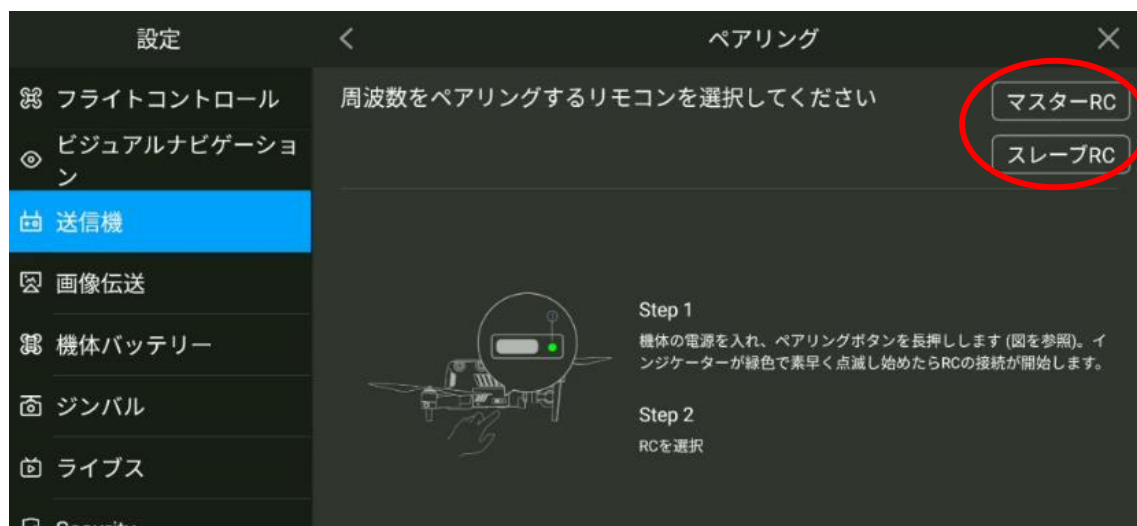 設定
ペアリング
フライトコントロール
ビジュアルナビゲーショ
ン
送信機
画像伝送
機体バッテリー
ジンバル
ライブス
Security
周波数をペアリングするリモコンを選択してください
マスターRC
スレーブRC
Step 1
機体の電源を入れ、ペアリングボタンを長押しします (図を参照)。イ
ンジケーターが緑色で素早く点滅し始めたらRCの接続が開始します。
Step 2
RCを選択